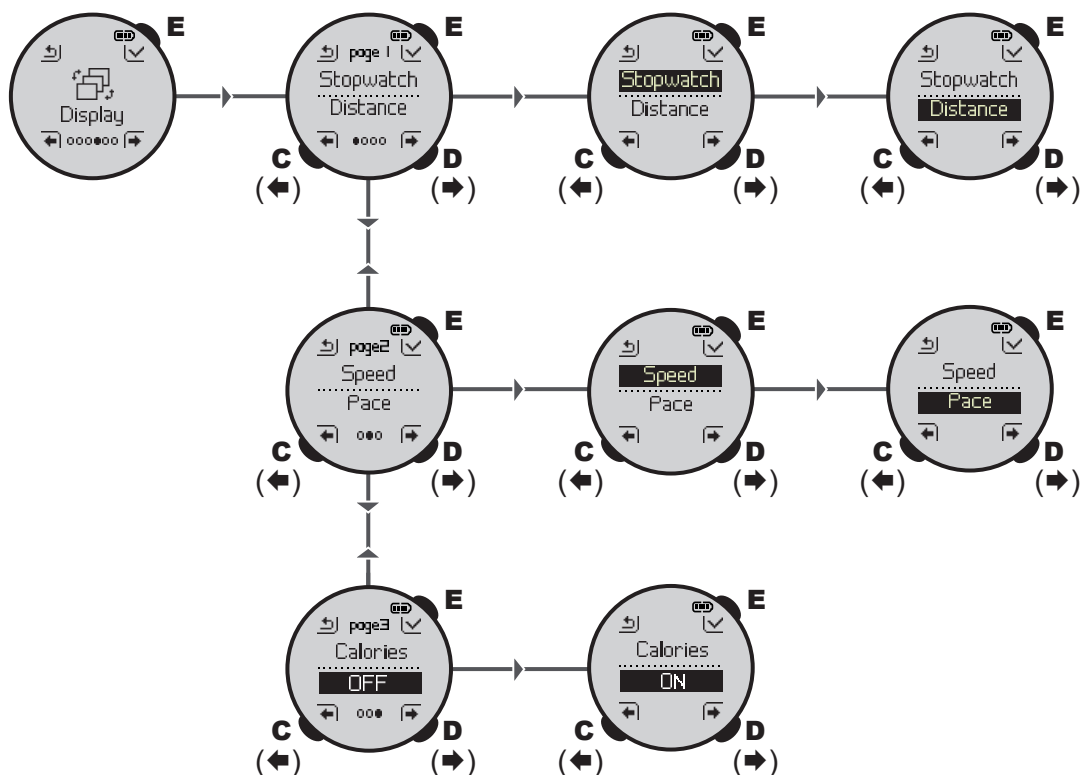 E
Display
E
page 1
Stopwatch
Distance
C
D
(←)
(→)
E
Stopwatch
Distance
C
D
(←)
(→)
E
Stopwatch
Distance
C
D
(←)
(→)
E
page2
Speed
Pace
C
D
(←)
(→)
E
Speed
Pace
C
D
(←)
(→)
E
Speed
Pace
C
D
(←)
(→)
E
page3
Calories
OFF
C
D
(←)
(→)
E
Calories
ON
C
D
(←)
(→)